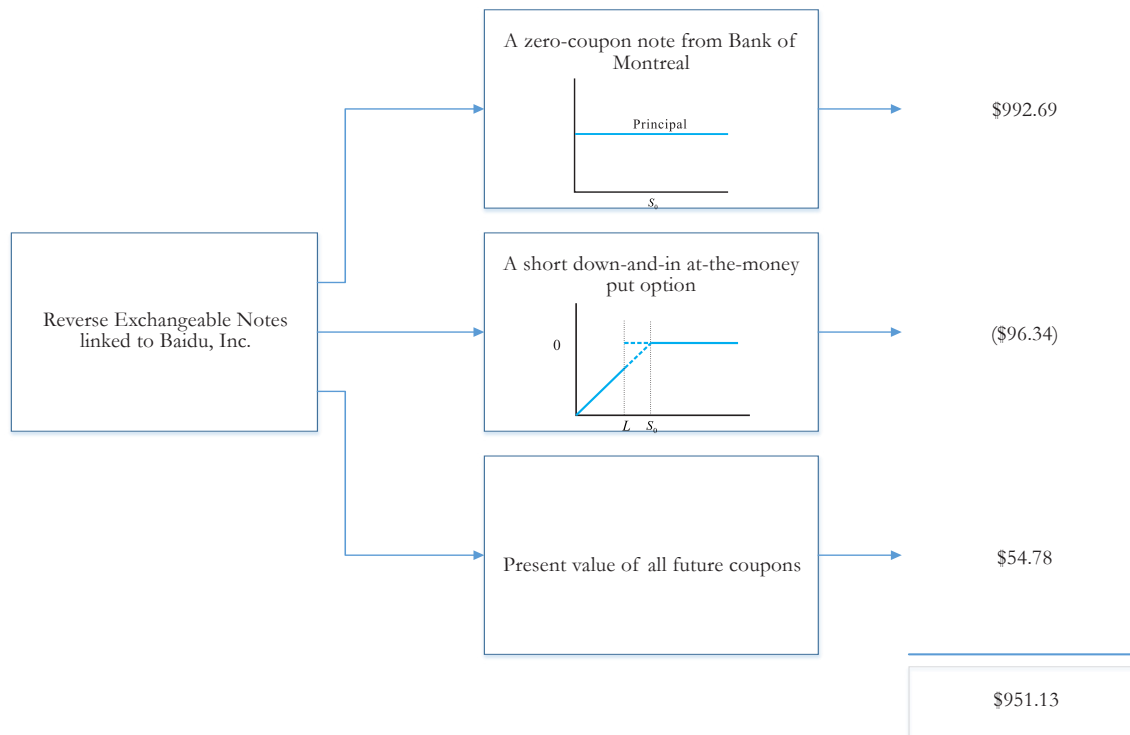 A zero-coupon note from Bank of
Montreal
Principal
S₀
$992.69
Reverse Exchangeable Notes
linked to Baidu, Inc.
A short down-and-in at-the-money
put option
0
L S₀
($96.34)
Present value of all future coupons
$54.78
$951.13